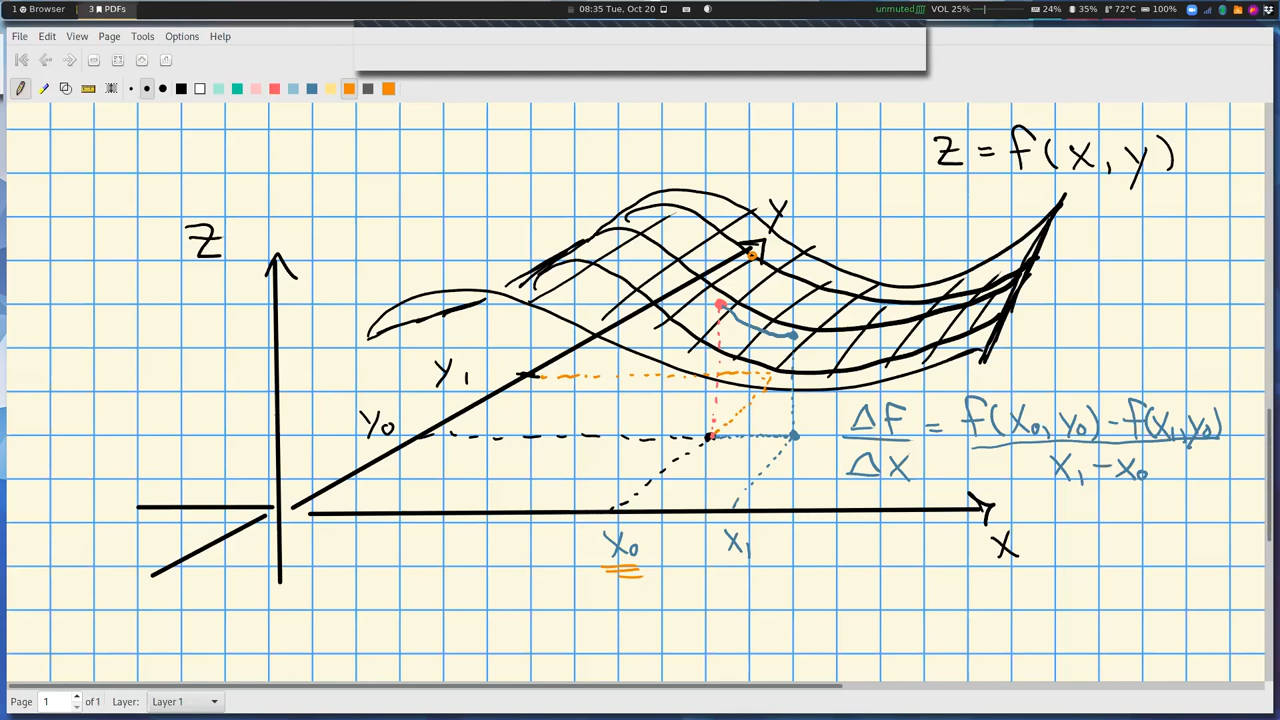 1 Browser 3 PDFs 08:35 Tue, Oct 20 unmuted VOL 25% 24% 35% 72°C 100%
File Edit View Page Tools Options Help
z = f(x, y)
Z
Y
y1
y0
ΔF/Δx = (f(x0, y0) - f(x1, y0))/(x1 - x0)
x0 x1 x
Page 1 of 1 Layer: Layer 1